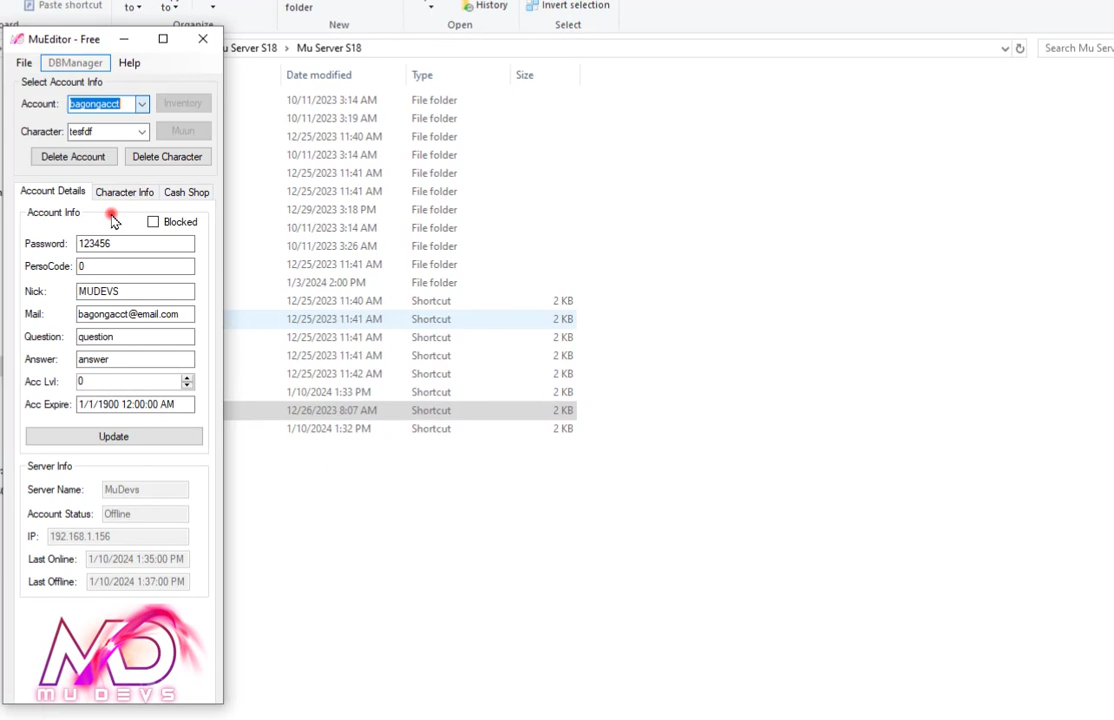 Paste shortcut
to
to
folder
History
Invert selection
Organize
New
Open
Select
MuEditor - Free
u Server S18 > Mu Server S18
Search Mu Ser
File DBManager Help
Date modified Type Size
Select Account Info
Account: bagongacct Inventory
Character: tesfdf Muun
Delete Account Delete Character
Account Details Character Info Cash Shop
Account Info
Blocked
Password: 123456
PersoCode: 0
Nick: MUDEVS
Mail: bagongacct@email.com
Question: question
Answer: answer
Acc Lvl: 0
Acc Expire: 1/1/1900 12:00:00 AM
Update
Server Info
Server Name: MuDevs
Account Status: Offline
IP: 192.168.1.156
Last Online: 1/10/2024 1:35:00 PM
Last Offline: 1/10/2024 1:37:00 PM
MD
MU DEVS
10/11/2023 3:14 AM File folder
10/11/2023 3:19 AM File folder
12/25/2023 11:40 AM File folder
10/11/2023 3:14 AM File folder
12/25/2023 11:41 AM File folder
12/25/2023 11:41 AM File folder
12/29/2023 3:18 PM File folder
10/11/2023 3:14 AM File folder
10/11/2023 3:26 AM File folder
12/25/2023 11:41 AM File folder
1/3/2024 2:00 PM File folder
12/25/2023 11:40 AM Shortcut 2 KB
12/25/2023 11:41 AM Shortcut 2 KB
12/25/2023 11:41 AM Shortcut 2 KB
12/25/2023 11:41 AM Shortcut 2 KB
12/25/2023 11:42 AM Shortcut 2 KB
1/10/2024 1:33 PM Shortcut 2 KB
12/26/2023 8:07 AM Shortcut 2 KB
1/10/2024 1:32 PM Shortcut 2 KB